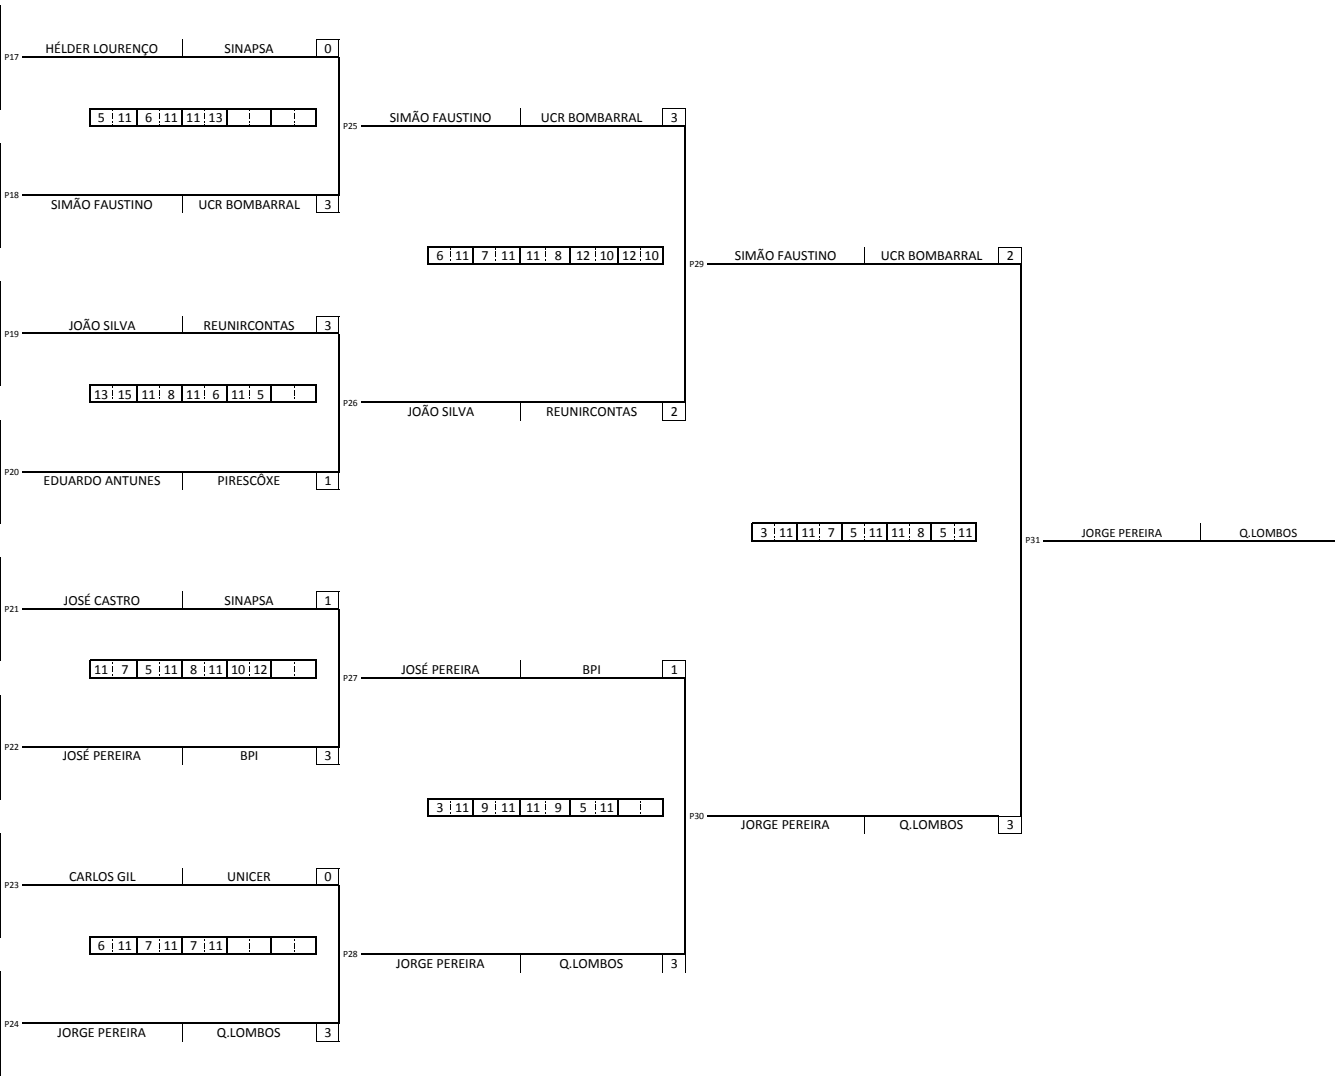 HÉLDER LOURENÇO SINAPSA 0
P17
5 11 6 11 11 13
SIMÃO FAUSTINO UCR BOMBARRAL 3
P25
P18
SIMÃO FAUSTINO UCR BOMBARRAL 3
6 11 7 11 11 8 12 10 12 10
SIMÃO FAUSTINO UCR BOMBARRAL 2
P29
JOÃO SILVA REUNIRCONTAS 3
P19
13 15 11 8 11 6 11 5
P26
JOÃO SILVA REUNIRCONTAS 2
P20
EDUARDO ANTUNES PIRESCÔXE 1
3 11 11 7 5 11 11 8 5 11
JORGE PEREIRA Q.LOMBOS
P31
JOSÉ CASTRO SINAPSA 1
P21
11 7 5 11 8 11 10 12
JOSÉ PEREIRA BPI 1
P27
P22
JOSÉ PEREIRA BPI 3
3 11 9 11 11 9 5 11
P30
JORGE PEREIRA Q.LOMBOS 3
CARLOS GIL UNICER 0
P23
6 11 7 11 7 11
P28
JORGE PEREIRA Q.LOMBOS 3
P24
JORGE PEREIRA Q.LOMBOS 3